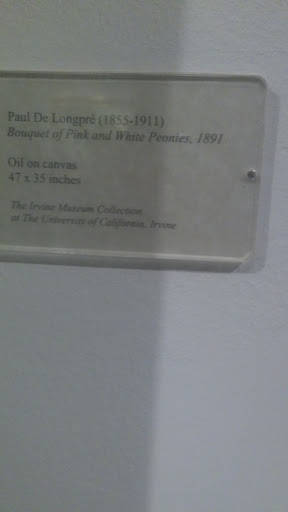 Paul De Longpré (1855-1911)
Bouquet of Pink and White Peonies, 1891
Oil on canvas
47 x 35 inches
The Irvine Museum Collection
at The University of California, Irvine